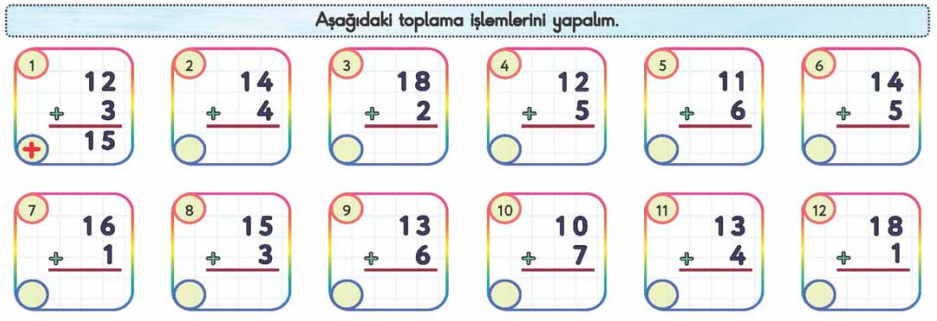 Aşağıdaki toplama işlemlerini yapalım.
1 2 3 4 5 6
12 14 18 12 11 14
+ 3 + 4 + 2 + 5 + 6 + 5
+ 15
7 8 9 10 11 12
16 15 13 10 13 18
+ 1 + 3 + 6 + 7 + 4 + 1